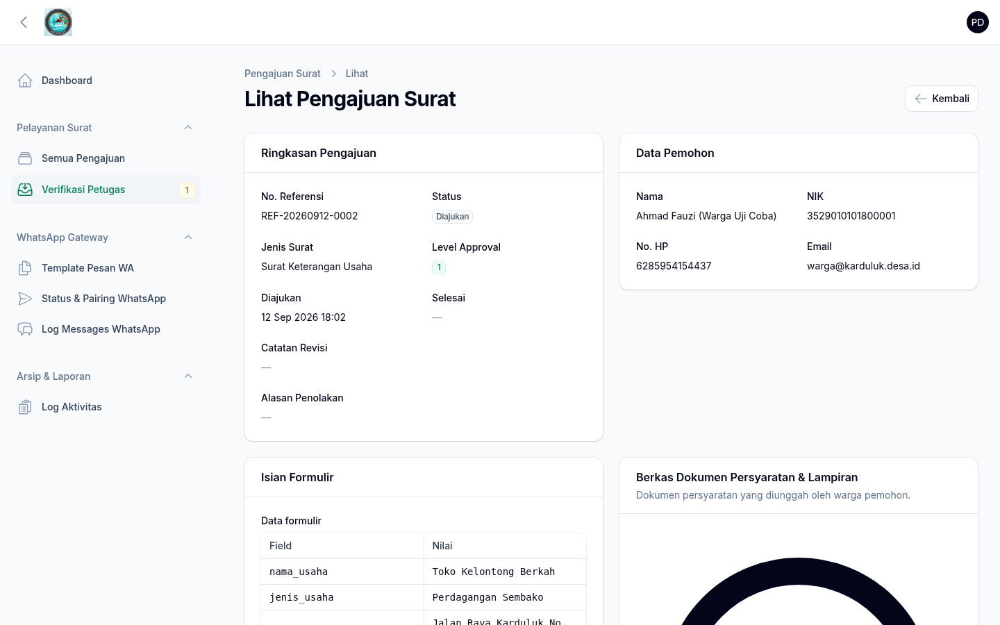 PD
Dashboard
Pelayanan Surat
Semua Pengajuan
Verifikasi Petugas
1
WhatsApp Gateway
Template Pesan WA
Status & Pairing WhatsApp
Log Messages WhatsApp
Arsip & Laporan
Log Aktivitas
Pengajuan Surat
Lihat
Lihat Pengajuan Surat
Kembali
Ringkasan Pengajuan
No. Referensi
REF-20260912-0002
Status
Diajukan
Jenis Surat
Surat Keterangan Usaha
Level Approval
1
Diajukan
12 Sep 2026 18:02
Selesai
—
Catatan Revisi
—
Alasan Penolakan
—
Data Pemohon
Nama
Ahmad Fauzi (Warga Uji Coba)
NIK
3529010101800001
No. HP
6285954154437
Email
warga@karduluk.desa.id
Isian Formulir
Data formulir
Field
Nilai
nama_usaha
Toko Kelontong Berkah
jenis_usaha
Perdagangan Sembako
Jalan Raya Karduluk No.
Berkas Dokumen Persyaratan & Lampiran
Dokumen persyaratan yang diunggah oleh warga pemohon.